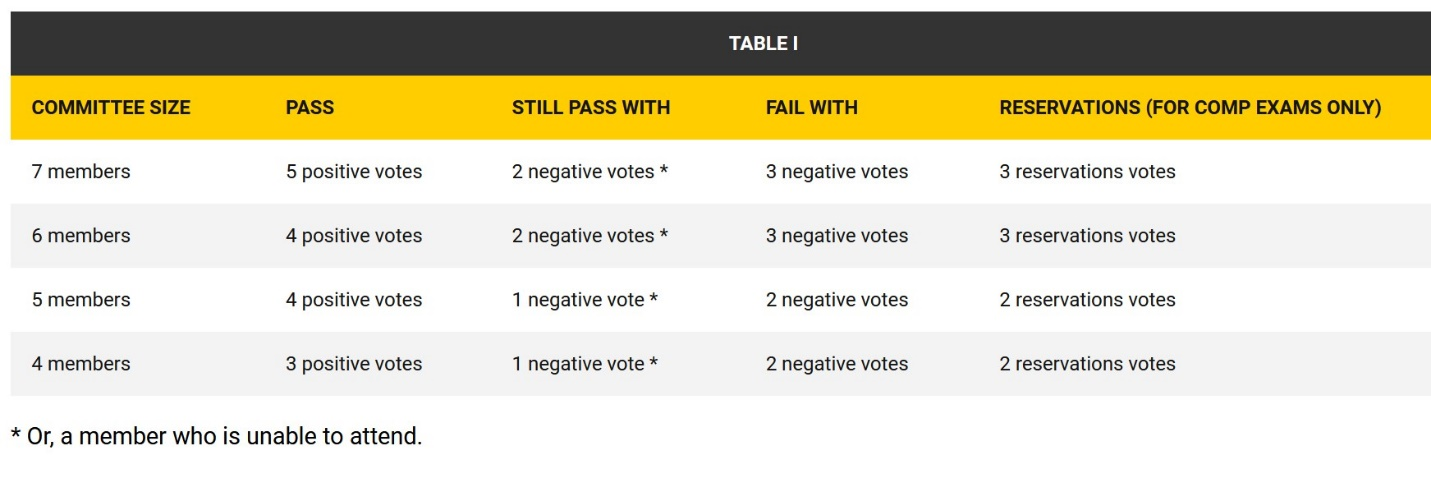 TABLE I
COMMITTEE SIZE PASS STILL PASS WITH FAIL WITH RESERVATIONS (FOR COMP EXAMS ONLY)
7 members 5 positive votes 2 negative votes * 3 negative votes 3 reservations votes
6 members 4 positive votes 2 negative votes * 3 negative votes 3 reservations votes
5 members 4 positive votes 1 negative vote * 2 negative votes 2 reservations votes
4 members 3 positive votes 1 negative vote * 2 negative votes 2 reservations votes
* Or, a member who is unable to attend.